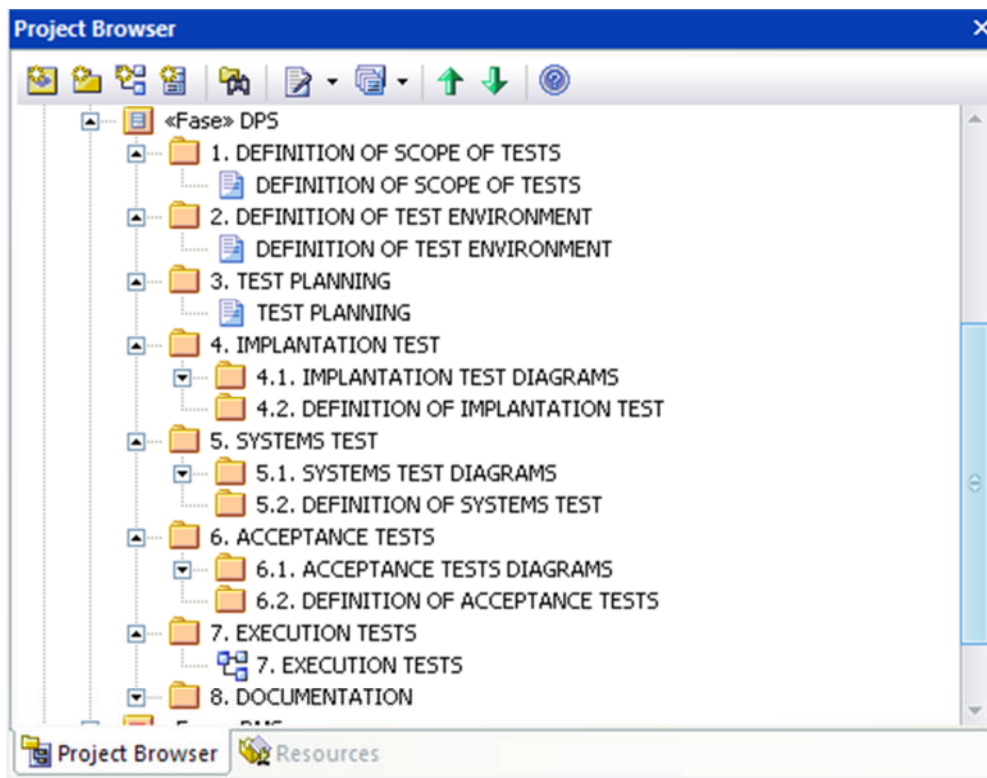 Project Browser
«Fase» DPS
1. DEFINITION OF SCOPE OF TESTS
DEFINITION OF SCOPE OF TESTS
2. DEFINITION OF TEST ENVIRONMENT
DEFINITION OF TEST ENVIRONMENT
3. TEST PLANNING
TEST PLANNING
4. IMPLANTATION TEST
4.1. IMPLANTATION TEST DIAGRAMS
4.2. DEFINITION OF IMPLANTATION TEST
5. SYSTEMS TEST
5.1. SYSTEMS TEST DIAGRAMS
5.2. DEFINITION OF SYSTEMS TEST
6. ACCEPTANCE TESTS
6.1. ACCEPTANCE TESTS DIAGRAMS
6.2. DEFINITION OF ACCEPTANCE TESTS
7. EXECUTION TESTS
7. EXECUTION TESTS
8. DOCUMENTATION
Project Browser Resources